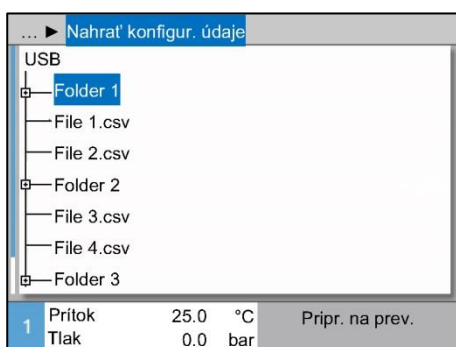 ... ► Nahrať konfigur. údaje
USB
Folder 1
File 1.csv
File 2.csv
Folder 2
File 3.csv
File 4.csv
Folder 3
1 Prítok 25.0 °C Pripr. na prev.
Tlak 0.0 bar